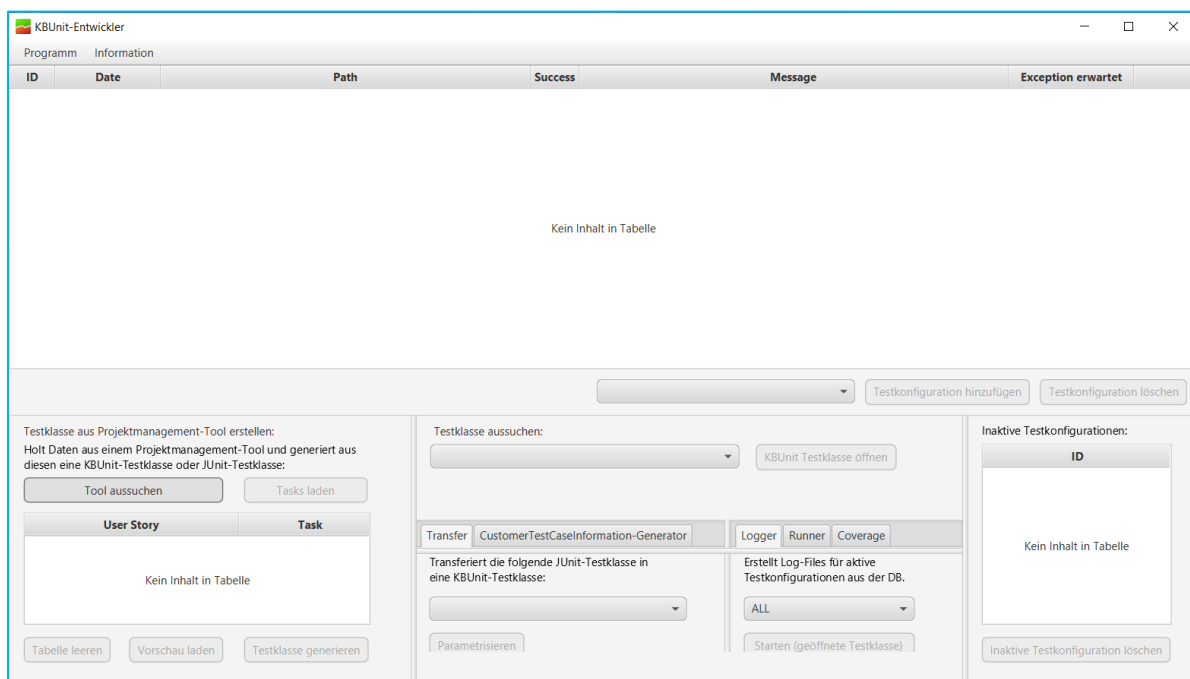 KBUnit-Entwickler
Programm Information
ID Date Path Success Message Exception erwartet
Kein Inhalt in Tabelle
Testkonfiguration hinzufügen Testkonfiguration löschen
Testklasse aus Projektmanagement-Tool erstellen:
Holt Daten aus einem Projektmanagement-Tool und generiert aus
diesen eine KBUnit-Testklasse oder JUnit-Testklasse:
Tool aussuchen Tasks laden
User Story Task
Kein Inhalt in Tabelle
Tabelle leeren Vorschau laden Testklasse generieren
Testklasse aussuchen:
KBUnit Testklasse öffnen
Transfer CustomerTestCaseInformation-Generator
Transferiert die folgende JUnit-Testklasse in
eine KBUnit-Testklasse:
Parametrisieren
Logger Runner Coverage
Erstellt Log-Files für aktive
Testkonfigurationen aus der DB.
ALL
Starten (geöffnete Testklasse)
Inaktive Testkonfigurationen:
ID
Kein Inhalt in Tabelle
Inaktive Testkonfiguration löschen